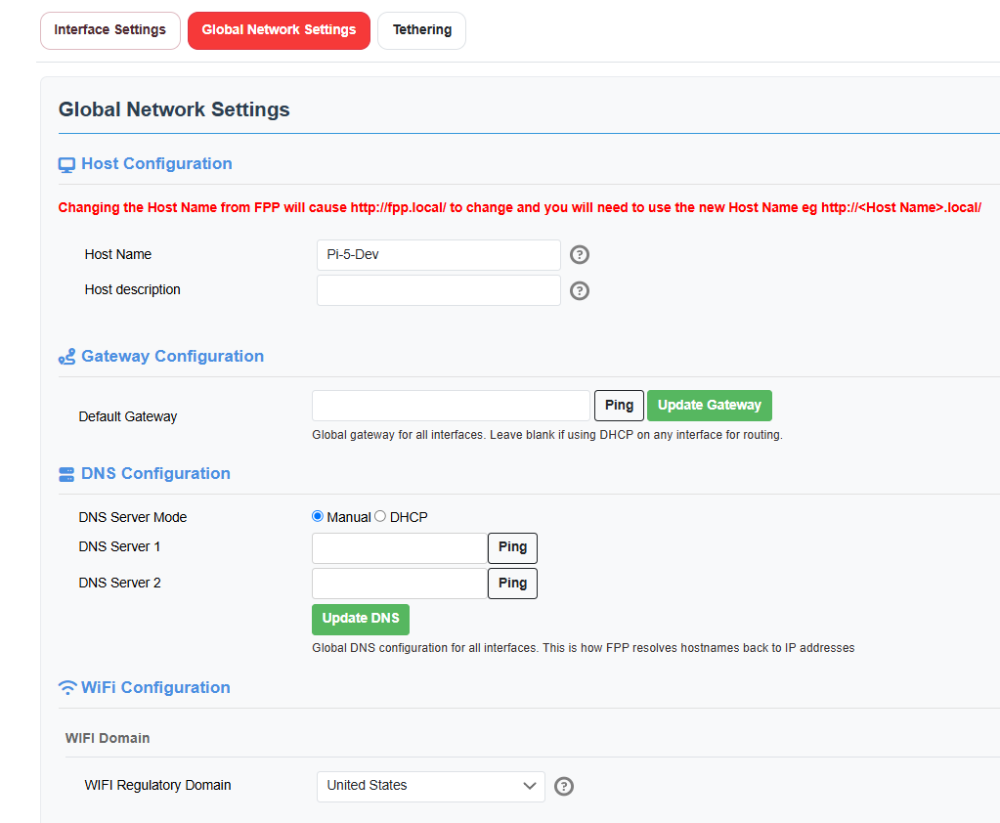 Interface Settings Global Network Settings Tethering
Global Network Settings
Host Configuration
Changing the Host Name from FPP will cause http://fpp.local/ to change and you will need to use the new Host Name eg http://<Host Name>.local/
Host Name Pi-5-Dev ?
Host description ?
Gateway Configuration
Default Gateway Ping Update Gateway
Global gateway for all interfaces. Leave blank if using DHCP on any interface for routing.
DNS Configuration
DNS Server Mode Manual DHCP
DNS Server 1 Ping
DNS Server 2 Ping
Update DNS
Global DNS configuration for all interfaces. This is how FPP resolves hostnames back to IP addresses
WiFi Configuration
WIFI Domain
WIFI Regulatory Domain United States ?